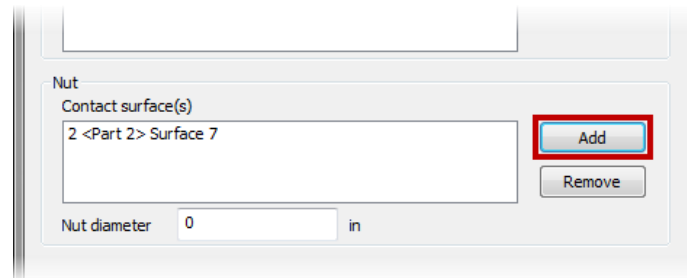 Nut
Contact surface(s)
2 <Part 2> Surface 7
Add
Remove
Nut diameter 0 in